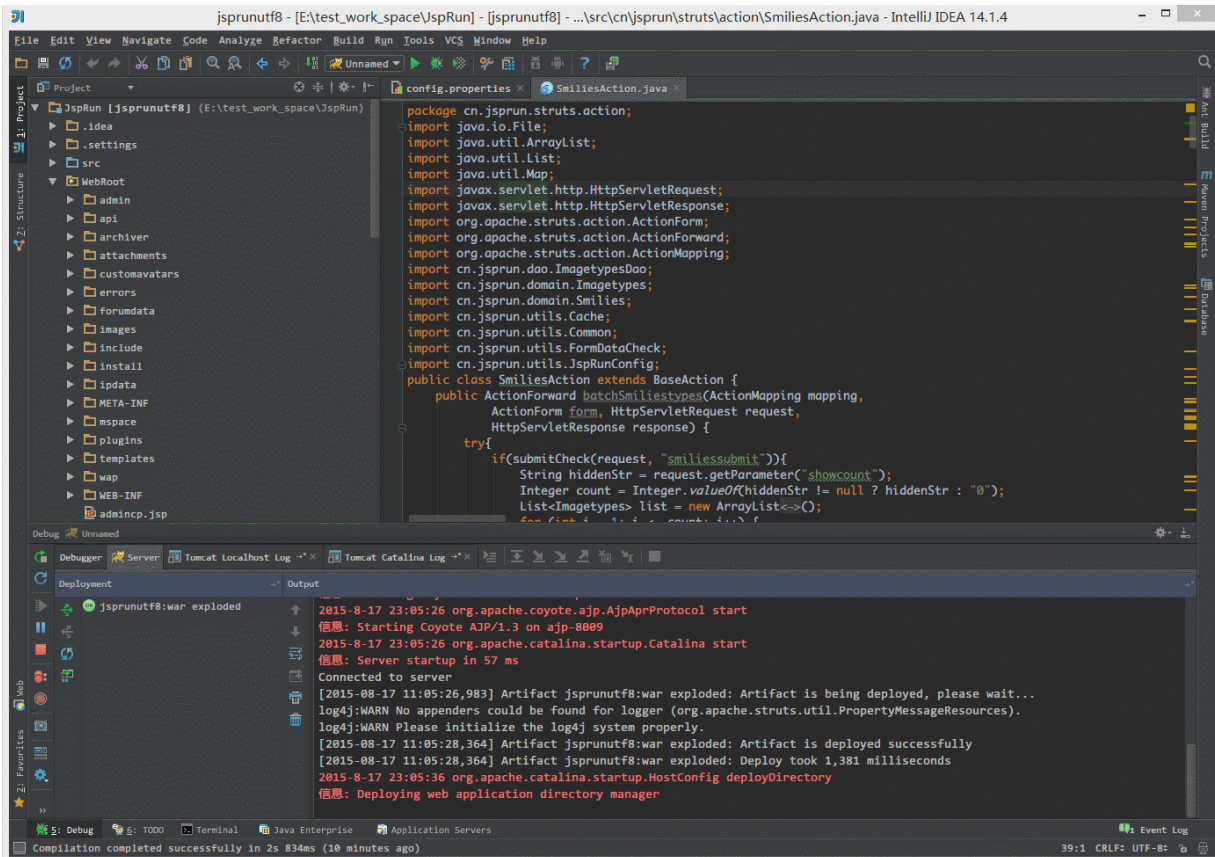 jsprunutf8 - [E:\test_work_space\JspRun] - [jsprunutf8] - ...\src\cn\jsprun\struts\action\SmiliesAction.java - IntelliJ IDEA 14.1.4
File Edit View Navigate Code Analyze Refactor Build Run Tools VCS Window Help
Unnamed
Project
config.properties
SmiliesAction.java
1: Project
Z: Structure
Web
2: Favorites
JspRun [jsprunutf8] (E:\test_work_space\JspRun)
.idea
.settings
src
WebRoot
admin
api
archiver
attachments
customavatars
errors
forumdata
images
include
install
ipdata
META-INF
mspace
plugins
templates
wap
WEB-INF
admincp.jsp
package cn.jsprun.struts.action;
import java.io.File;
import java.util.ArrayList;
import java.util.List;
import java.util.Map;
import javax.servlet.http.HttpServletRequest;
import javax.servlet.http.HttpServletResponse;
import org.apache.struts.action.ActionForm;
import org.apache.struts.action.ActionForward;
import org.apache.struts.action.ActionMapping;
import cn.jsprun.dao.ImagetypesDao;
import cn.jsprun.domain.Imagetypes;
import cn.jsprun.domain.Smilies;
import cn.jsprun.utils.Cache;
import cn.jsprun.utils.Common;
import cn.jsprun.utils.FormDataCheck;
import cn.jsprun.utils.JspRunConfig;
public class SmiliesAction extends BaseAction {
public ActionForward batchSmiliestypes(ActionMapping mapping,
ActionForm form, HttpServletRequest request,
HttpServletResponse response) {
try{
if(submitCheck(request, "smiliessubmit")){
String hiddenStr = request.getParameter("showcount");
Integer count = Integer.valueOf(hiddenStr != null ? hiddenStr : "0");
List<Imagetypes> list = new ArrayList<~>();
Ant Build
Maven Projects
Database
Debug Unnamed
Debugger Server Tomcat Localhost Log Tomcat Catalina Log
Deployment
Output
jsprunutf8:war exploded
2015-8-17 23:05:26 org.apache.coyote.ajp.AjpAprProtocol start
信息: Starting Coyote AJP/1.3 on ajp-8009
2015-8-17 23:05:26 org.apache.catalina.startup.Catalina start
信息: Server startup in 57 ms
Connected to server
[2015-08-17 11:05:26,983] Artifact jsprunutf8:war exploded: Artifact is being deployed, please wait...
log4j:WARN No appenders could be found for logger (org.apache.struts.util.PropertyMessageResources).
log4j:WARN Please initialize the log4j system properly.
[2015-08-17 11:05:28,364] Artifact jsprunutf8:war exploded: Artifact is deployed successfully
[2015-08-17 11:05:28,364] Artifact jsprunutf8:war exploded: Deploy took 1,381 milliseconds
2015-8-17 23:05:36 org.apache.catalina.startup.HostConfig deployDirectory
信息: Deploying web application directory manager
5: Debug 6: TODO Terminal Java Enterprise Application Servers
1 Event Log
Compilation completed successfully in 2s 834ms (10 minutes ago)
39:1 CRLF: UTF-8: